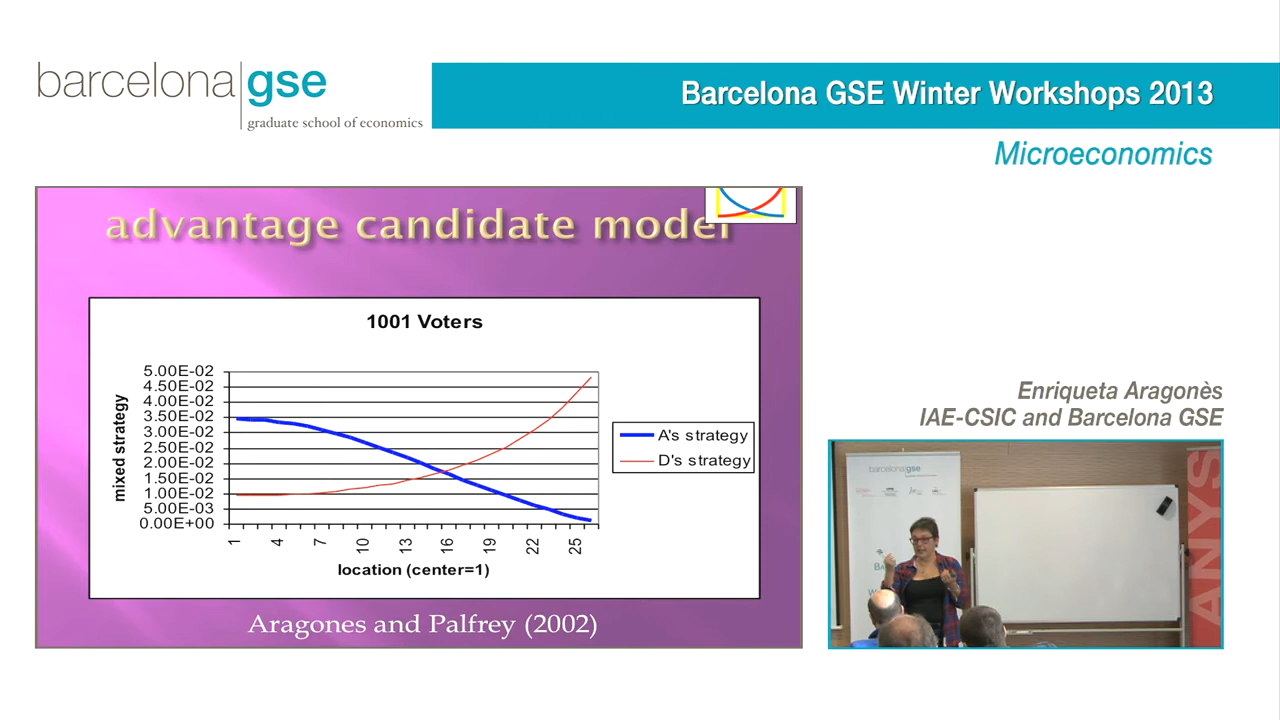 barcelona gse
graduate school of economics
Barcelona GSE Winter Workshops 2013
Microeconomics
advantage candidate model
1001 Voters
5.00E-02
4.50E-02
4.00E-02
3.50E-02
3.00E-02
2.50E-02
2.00E-02
1.50E-02
1.00E-02
5.00E-03
0.00E+00
mixed strategy
1 4 7 10 13 16 19 22 25
location (center=1)
A's strategy
D's strategy
Aragones and Palfrey (2002)
Enriqueta Aragonès
IAE-CSIC and Barcelona GSE
barcelona gse
ANYS